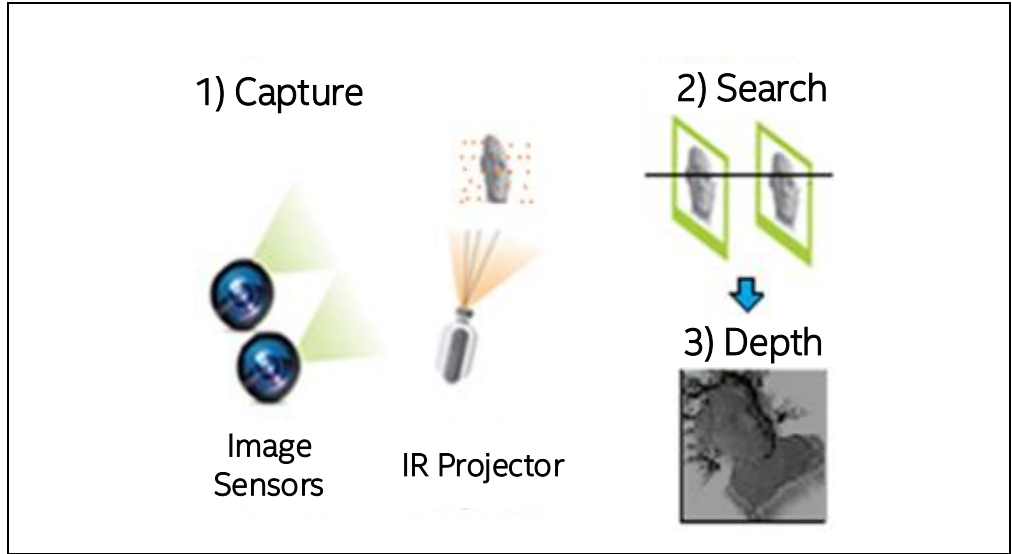 1) Capture
Image
Sensors
IR Projector
2) Search
3) Depth